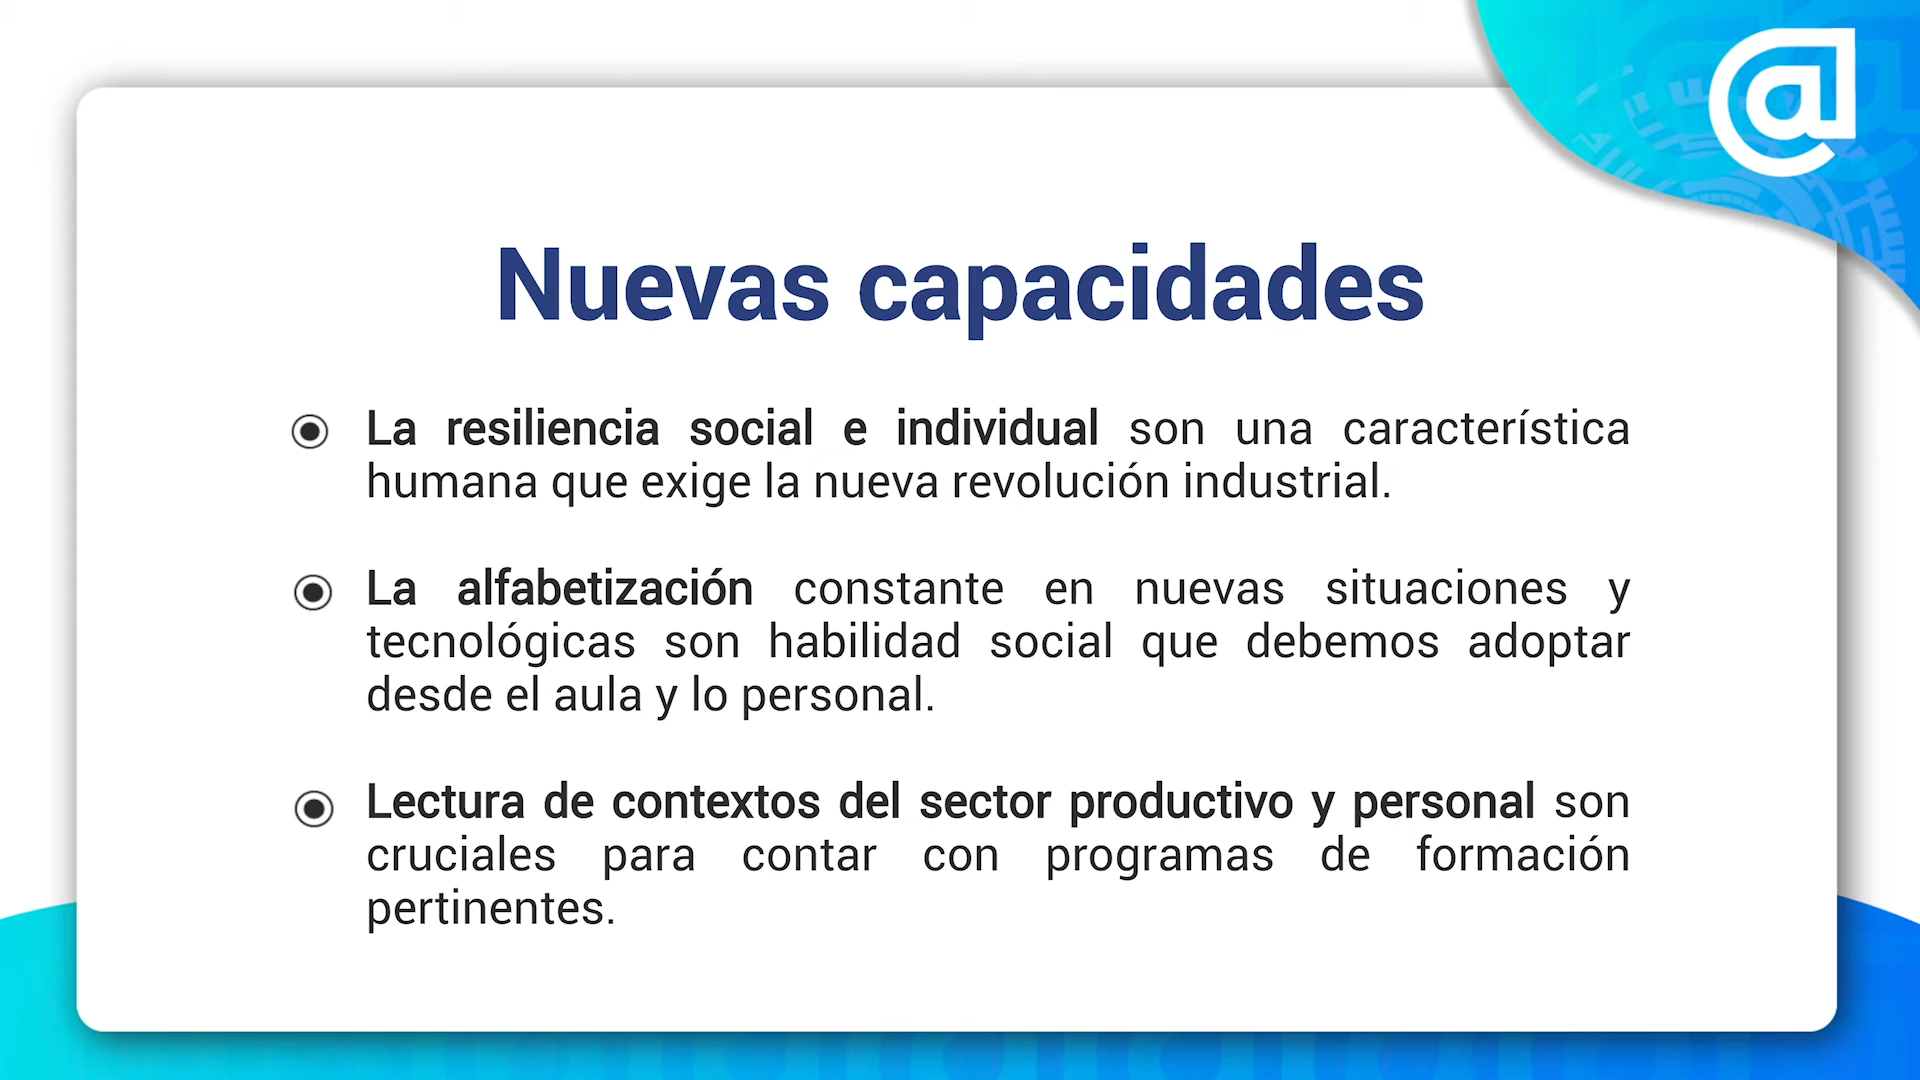 Nuevas capacidades
La resiliencia social e individual son una característica
humana que exige la nueva revolución industrial.
La alfabetización constante en nuevas situaciones y
tecnológicas son habilidad social que debemos adoptar
desde el aula y lo personal.
Lectura de contextos del sector productivo y personal son
cruciales para contar con programas de formación
pertinentes.